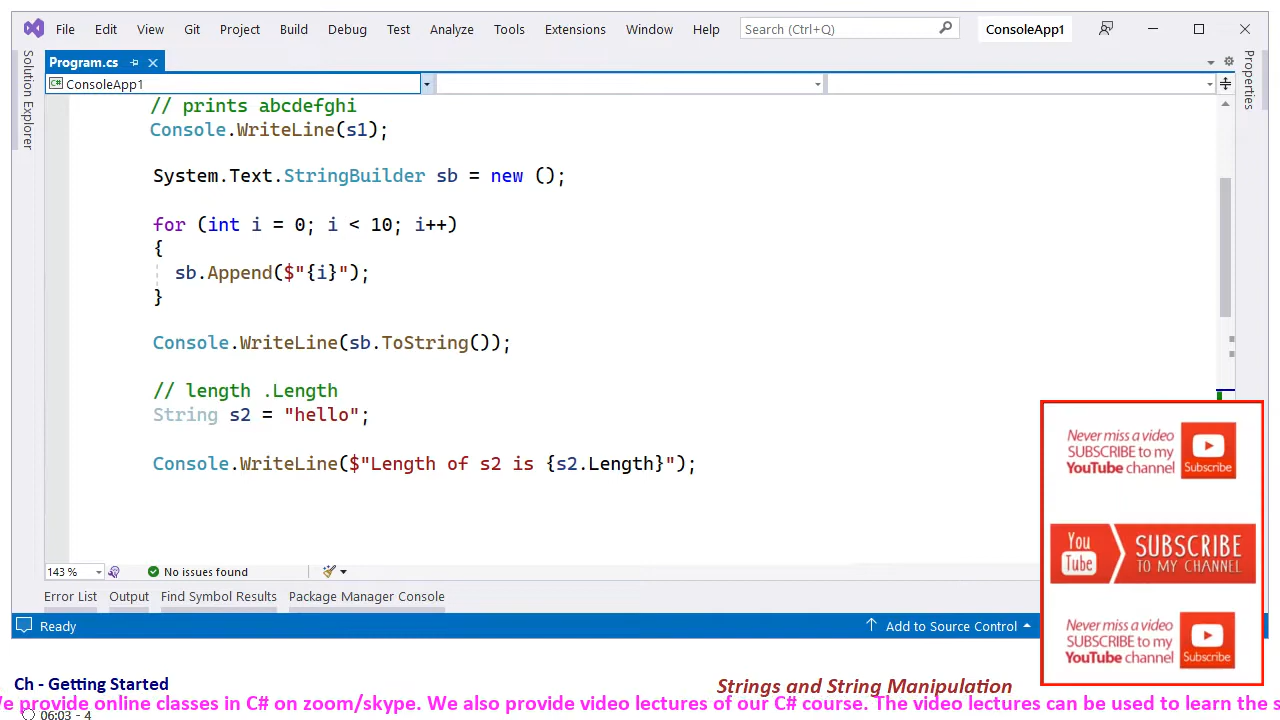 File Edit View Git Project Build Debug Test Analyze Tools Extensions Window Help Search (Ctrl+Q) ConsoleApp1
Solution Explorer
Program.cs
Properties
ConsoleApp1
// prints abcdefghi
Console.WriteLine(s1);
System.Text.StringBuilder sb = new ();
for (int i = 0; i < 10; i++)
{
sb.Append($"{i}");
}
Console.WriteLine(sb.ToString());
// length .Length
String s2 = "hello";
Console.WriteLine($"Length of s2 is {s2.Length}");
143 % No issues found
Error List Output Find Symbol Results Package Manager Console
Ready Add to Source Control
Never miss a video
SUBSCRIBE to my
YouTube channel
Subscribe
You
Tube
SUBSCRIBE
TO MY CHANNEL
Never miss a video
SUBSCRIBE to my
YouTube channel
Subscribe
Ch - Getting Started
Strings and String Manipulation
e provide online classes in C# on zoom/skype. We also provide video lectures of our C# course. The video lectures can be used to learn the s
06:03 - 4